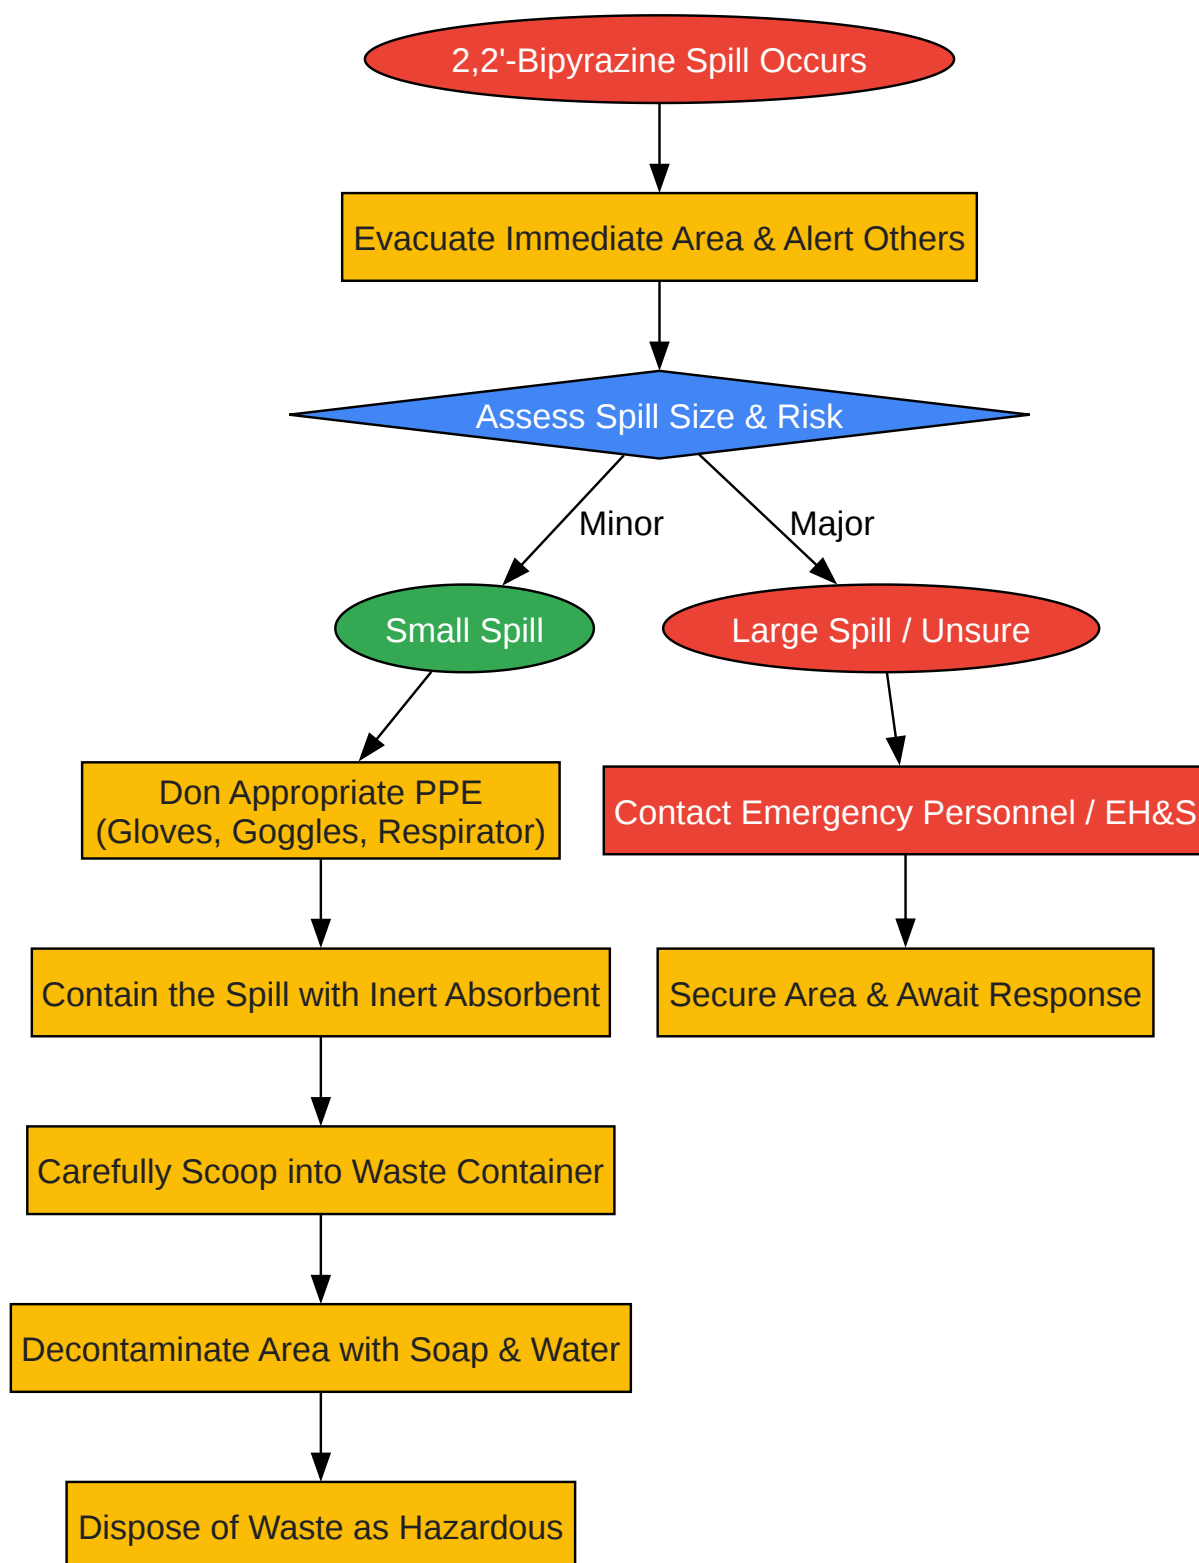 2,2'-Bipyrazine Spill Occurs
Evacuate Immediate Area & Alert Others
Assess Spill Size & Risk
Minor
Major
Small Spill
Large Spill / Unsure
Don Appropriate PPE
(Gloves, Goggles, Respirator)
Contact Emergency Personnel / EH&S
Contain the Spill with Inert Absorbent
Secure Area & Await Response
Carefully Scoop into Waste Container
Decontaminate Area with Soap & Water
Dispose of Waste as Hazardous